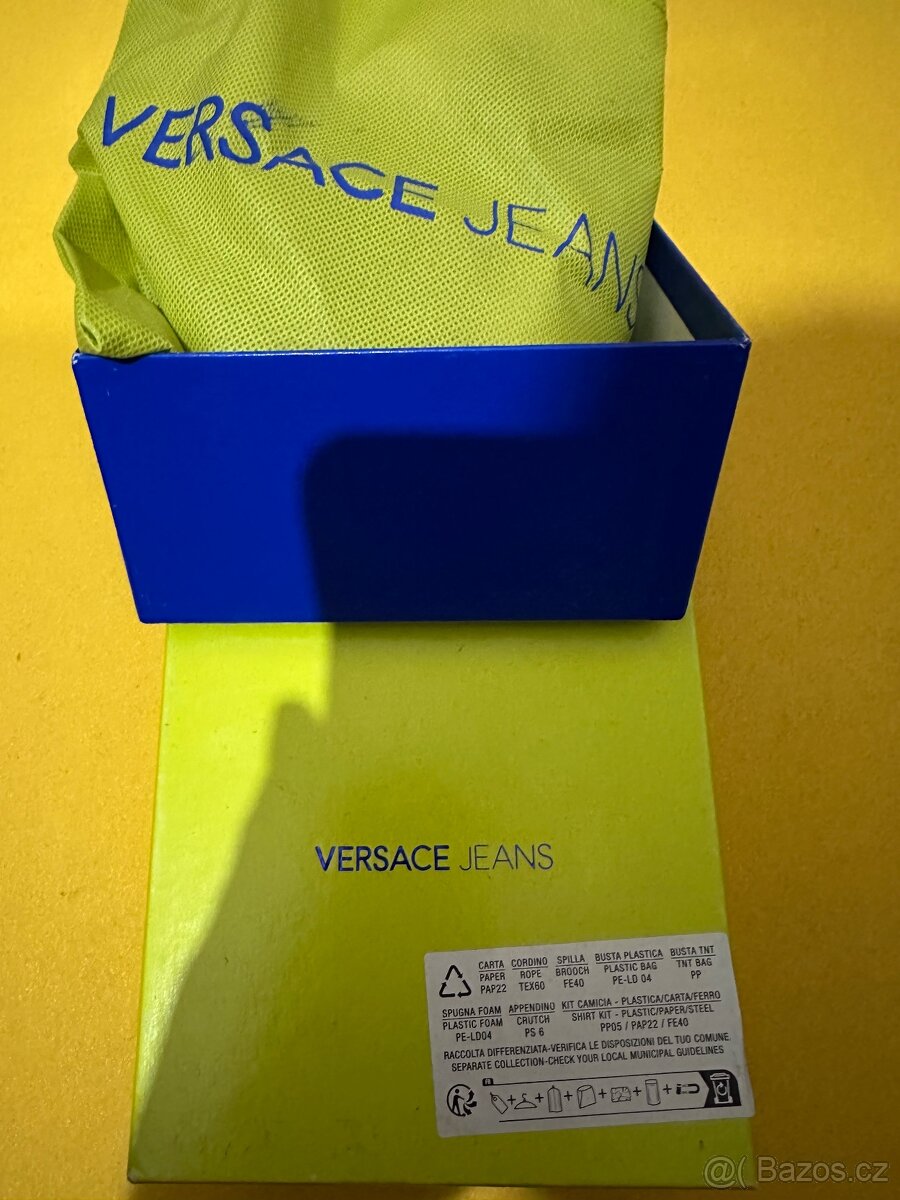 VERSACE JEANS
VERSACE JEANS
CARTA CORDINO SPILLA BUSTA PLASTICA BUSTA TNT
PAPER ROPE BROOCH PLASTIC BAG TNT BAG
PAP22 TEX60 FE40 PE-LD 04 PP
SPUGNA FOAM APPENDINO KIT CAMICIA - PLASTICA/CARTA/FERRO
PLASTIC FOAM CRUTCH SHIRT KIT - PLASTIC/PAPER/STEEL
PE-LD04 PS 6 PP05 / PAP22 / FE40
RACCOLTA DIFFERENZIATA-VERIFICA LE DISPOSIZIONI DEL TUO COMUNE
SEPARATE COLLECTION-CHECK YOUR LOCAL MUNICIPAL GUIDELINES
FR
@( Bazos.cz